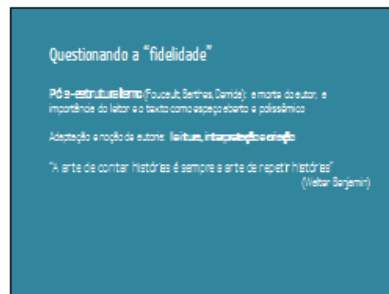 Questionando a “fidelidade”
Pós-estruturalismo (Foucault, Barthes, Derrida): a morte do autor, a
importância do leitor e o texto como espaço aberto e polissêmico
Adaptação e noção de autoria: leitura, interpretação e criação
“A arte de contar histórias é sempre a arte de repetir histórias”
(Walter Benjamin)